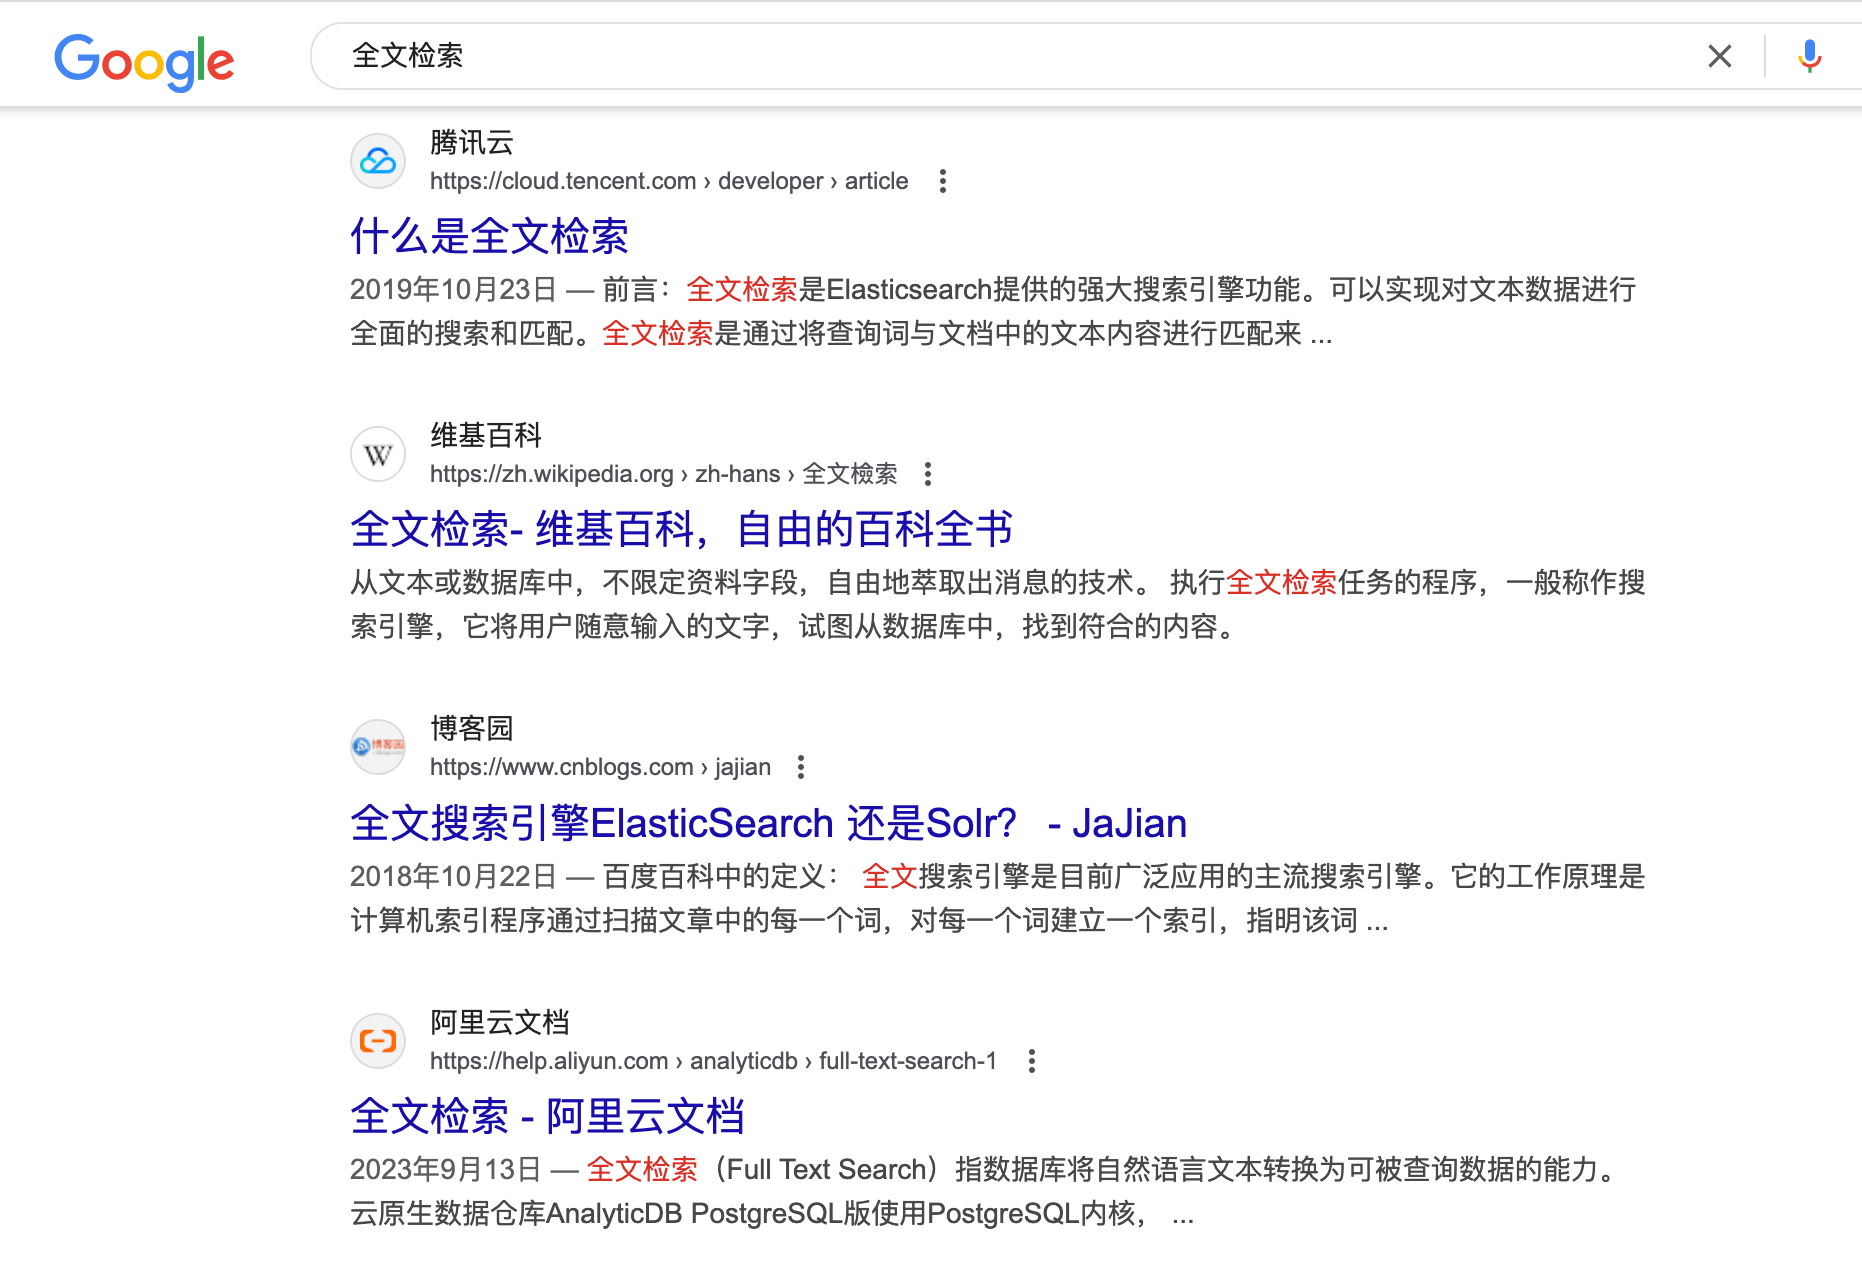 Google
全文检索
腾讯云
https://cloud.tencent.com › developer › article
什么是全文检索
2019年10月23日 — 前言：全文检索是Elasticsearch提供的强大搜索引擎功能。可以实现对文本数据进行
全面的搜索和匹配。全文检索是通过将查询词与文档中的文本内容进行匹配来 ...
W
维基百科
https://zh.wikipedia.org › zh-hans › 全文檢索
全文检索- 维基百科，自由的百科全书
从文本或数据库中，不限定资料字段，自由地萃取出消息的技术。 执行全文检索任务的程序，一般称作搜
索引擎，它将用户随意输入的文字，试图从数据库中，找到符合的内容。
博客园
博客园
https://www.cnblogs.com › jajian
全文搜索引擎ElasticSearch 还是Solr？ - JaJian
2018年10月22日 — 百度百科中的定义： 全文搜索引擎是目前广泛应用的主流搜索引擎。它的工作原理是
计算机索引程序通过扫描文章中的每一个词，对每一个词建立一个索引，指明该词 ...
阿里云文档
https://help.aliyun.com › analyticdb › full-text-search-1
全文检索 - 阿里云文档
2023年9月13日 — 全文检索（Full Text Search）指数据库将自然语言文本转换为可被查询数据的能力。
云原生数据仓库AnalyticDB PostgreSQL版使用PostgreSQL内核， ...